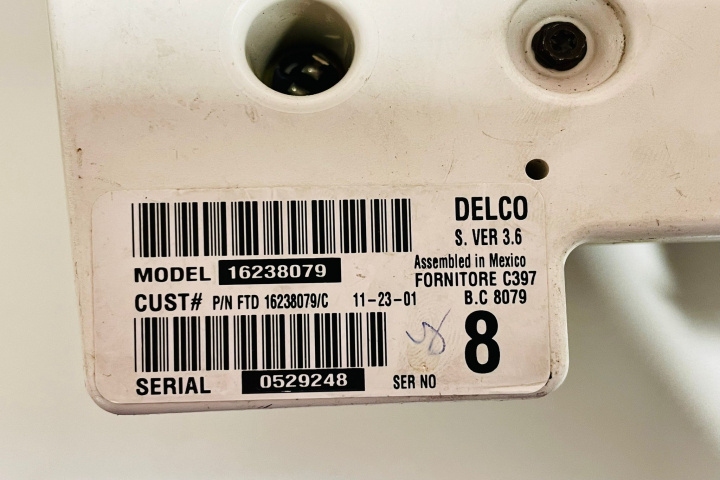 DELCO
S. VER 3.6
MODEL 16238079
Assembled in Mexico
FORNITORE C397
CUST# P/N FTD 16238079/C 11-23-01
B.C 8079
8
SERIAL 0529248
SER NO